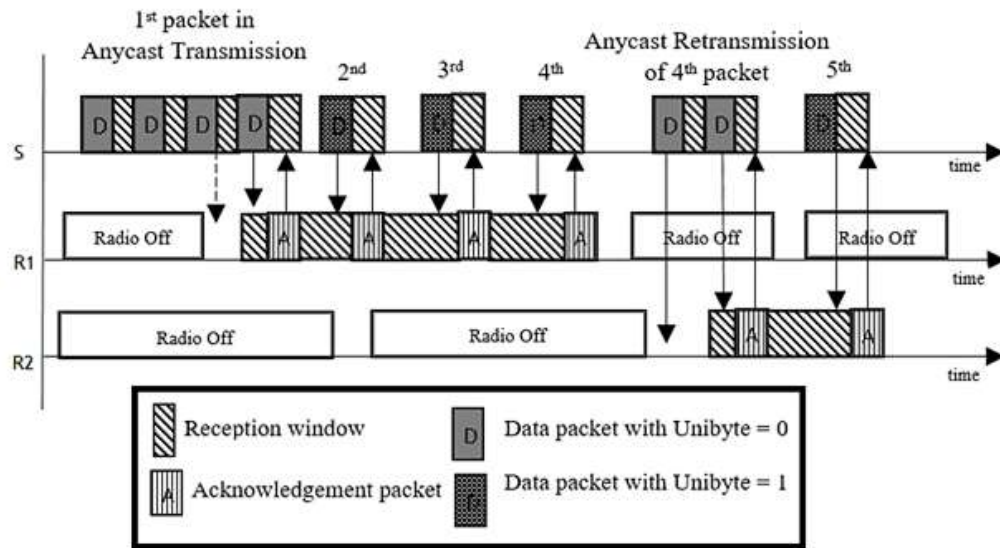 1st packet in
Anycast Transmission
2nd
3rd
4th
Anycast Retransmission
of 4th packet
5th
D D D D D D D D D D
S
time
Radio Off
A A A A
Radio Off
Radio Off
R1
time
Radio Off
Radio Off
A A
R2
time
Reception window
D Data packet with Unibyte = 0
A Acknowledgement packet
D Data packet with Unibyte = 1